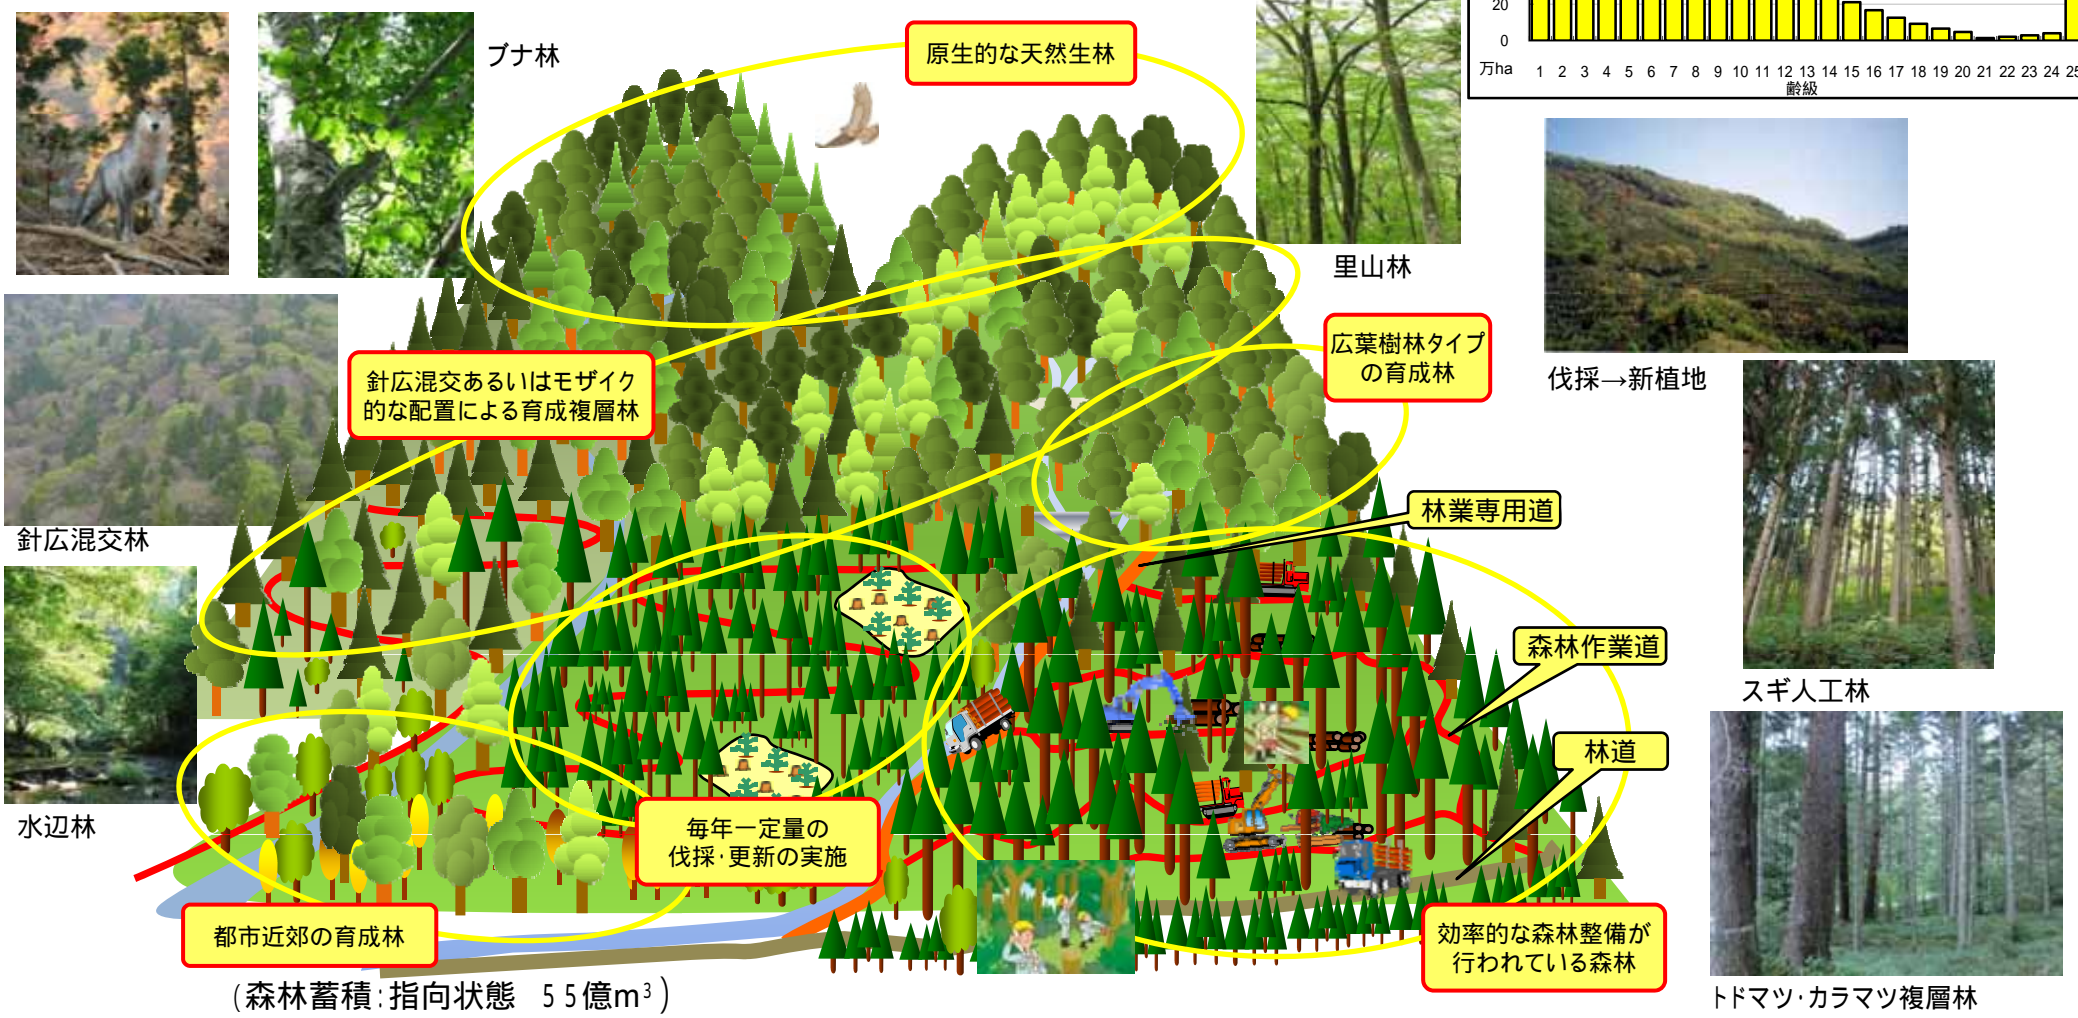 20
0
万ha
1 2 3 4 5 6 7 8 9 10 11 12 13 14 15 16 17 18 19 20 21 22 23 24 25
齢級
ブナ林
原生的な天然生林
里山林
針広混交あるいはモザイク
的な配置による育成複層林
広葉樹林タイプ
の育成林
伐採→新植地
針広混交林
林業専用道
森林作業道
スギ人工林
林道
水辺林
毎年一定量の
伐採・更新の実施
都市近郊の育成林
効率的な森林整備が
行われている森林
(森林蓄積:指向状態 55億m³)
トドマツ・カラマツ複層林